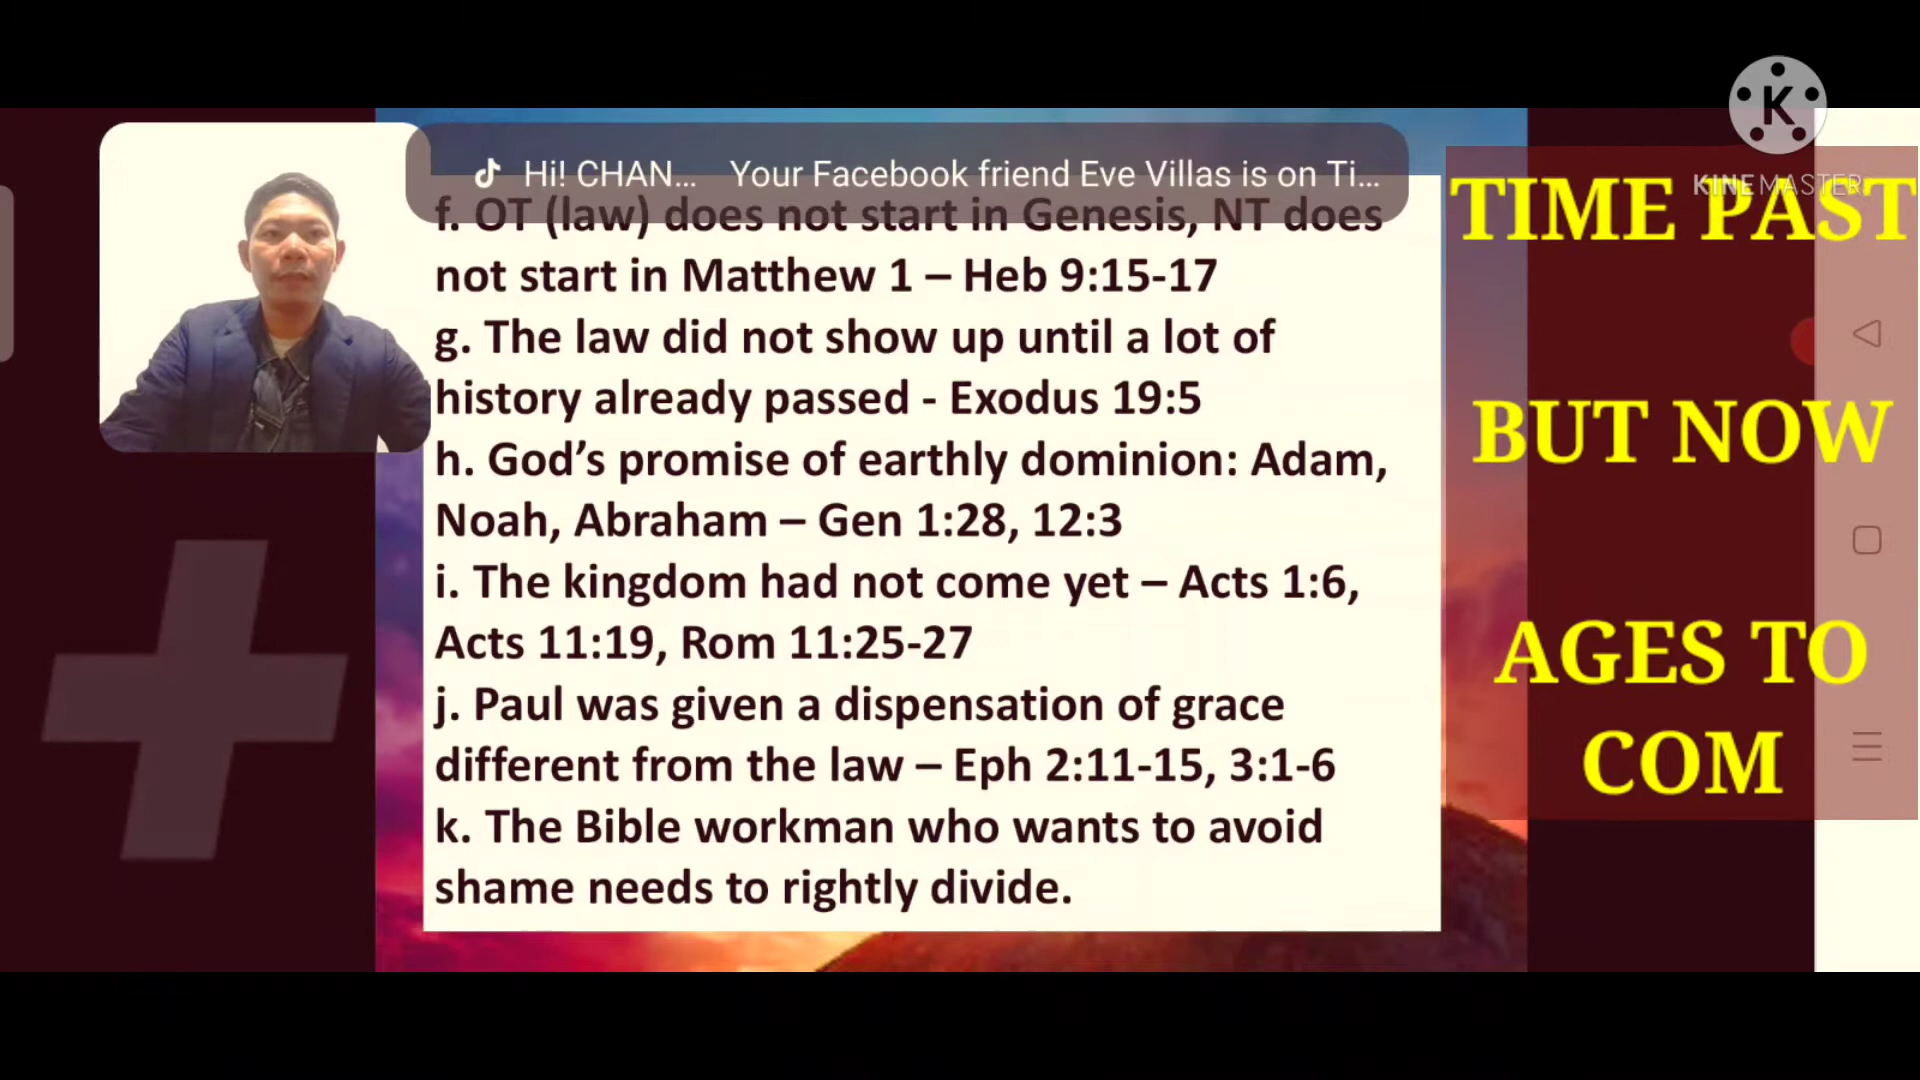 Hi! CHAN... Your Facebook friend Eve Villas is on Ti...
f. OT (law) does not start in Genesis, NT does
not start in Matthew 1 – Heb 9:15-17
g. The law did not show up until a lot of
history already passed - Exodus 19:5
h. God’s promise of earthly dominion: Adam,
Noah, Abraham – Gen 1:28, 12:3
i. The kingdom had not come yet – Acts 1:6,
Acts 11:19, Rom 11:25-27
j. Paul was given a dispensation of grace
different from the law – Eph 2:11-15, 3:1-6
k. The Bible workman who wants to avoid
shame needs to rightly divide.
K
KINEMASTER
TIME PAST
BUT NOW
AGES TO
COM